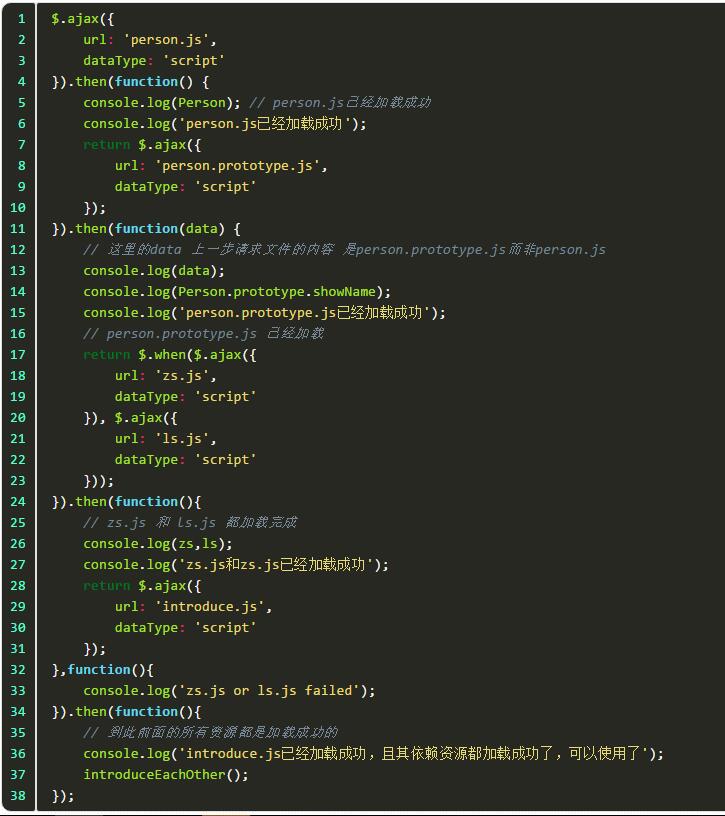 1 $.ajax({
2     url: 'person.js',
3     dataType: 'script'
4 }).then(function() {
5     console.log(Person); // person.js己经加载成功
6     console.log('person.js已经加载成功');
7     return $.ajax({
8         url: 'person.prototype.js',
9         dataType: 'script'
10     });
11 }).then(function(data) {
12     // 这里的data 上一步请求文件的内容 是person.prototype.js而非person.js
13     console.log(data);
14     console.log(Person.prototype.showName);
15     console.log('person.prototype.js已经加载成功');
16     // person.prototype.js 己经加载
17     return $.when($.ajax({
18         url: 'zs.js',
19         dataType: 'script'
20     }), $.ajax({
21         url: 'ls.js',
22         dataType: 'script'
23     }));
24 }).then(function(){
25     // zs.js 和 ls.js 都加载完成
26     console.log(zs,ls);
27     console.log('zs.js和zs.js已经加载成功');
28     return $.ajax({
29         url: 'introduce.js',
30         dataType: 'script'
31     });
32 },function(){
33     console.log('zs.js or ls.js failed');
34 }).then(function(){
35     // 到此前面的所有资源都是加载成功的
36     console.log('introduce.js已经加载成功，且其依赖资源都加载成功了，可以使用了');
37     introduceEachOther();
38 });